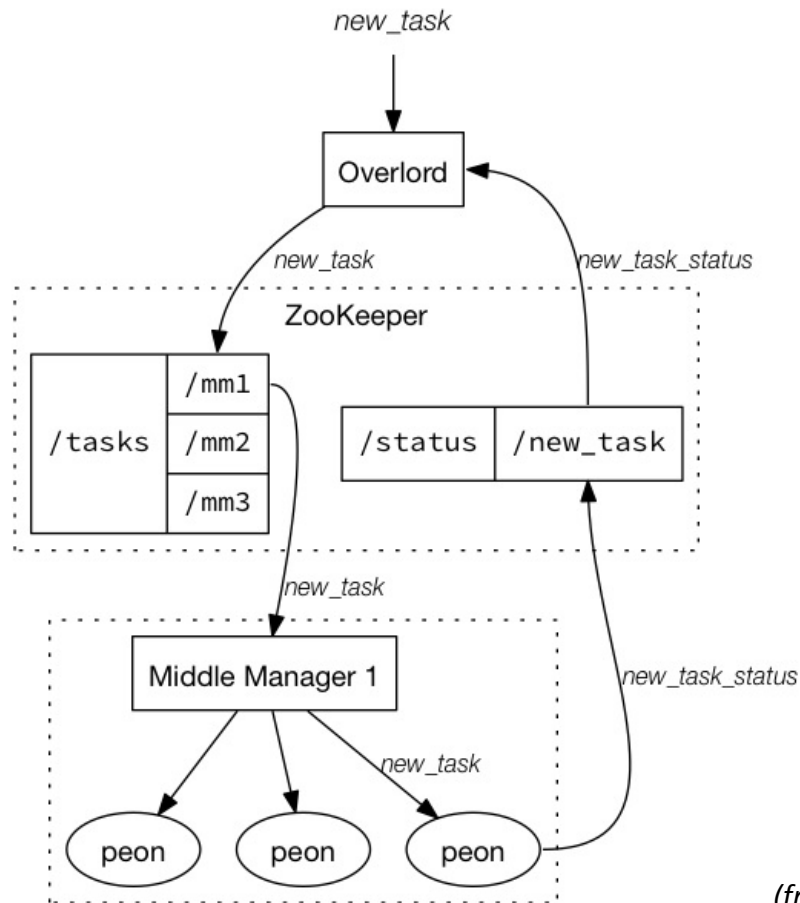 new_task
Overlord
new_task
new_task_status
ZooKeeper
/tasks
/mm1
/mm2
/mm3
/status
/new_task
new_task
Middle Manager 1
new_task_status
new_task
peon
peon
peon